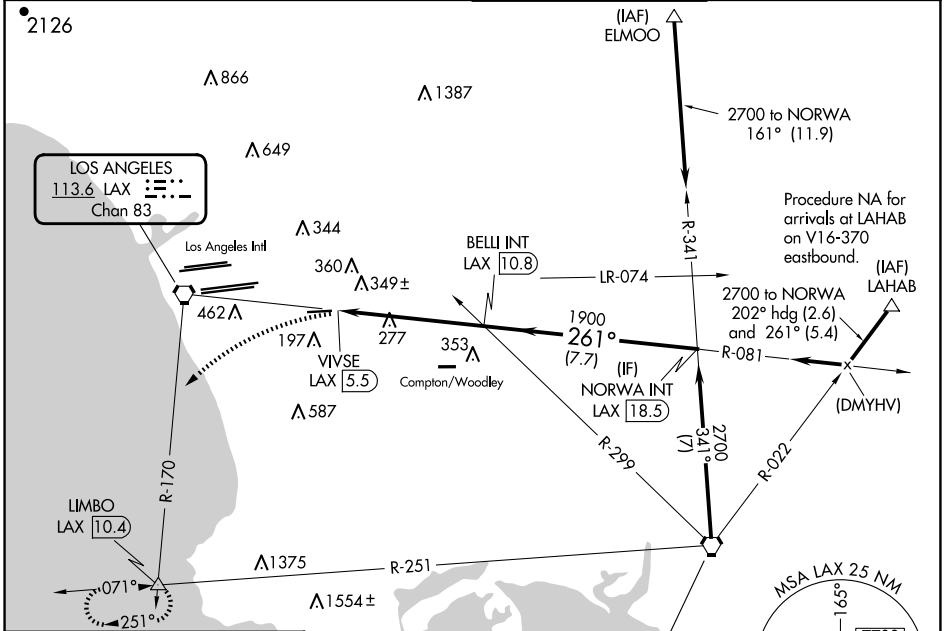 2126
866
1387
649
(IAF)
ELMOO
2700 to NORWA
161° (11.9)
LOS ANGELES
113.6 LAX
Chan 83
Los Angeles Intl
344
360
349±
462
197
277
353
587
VIVSE
LAX 5.5
BELLI INT
LAX 10.8
LR-074
R-341
Procedure NA for
arrivals at LAHAB
on V16-370
eastbound.
(IAF)
LAHAB
2700 to NORWA
202° hdg (2.6)
and 261° (5.4)
1900
261°
(7.7)
Compton/Woodley
(IF)
NORWA INT
LAX 18.5
R-081
x
(DMYHV)
2700
341°
(7)
R-299
R-022
R-170
LIMBO
LAX 10.4
071°
251°
1375
1554±
R-251
MSA LAX 25 NM
165°